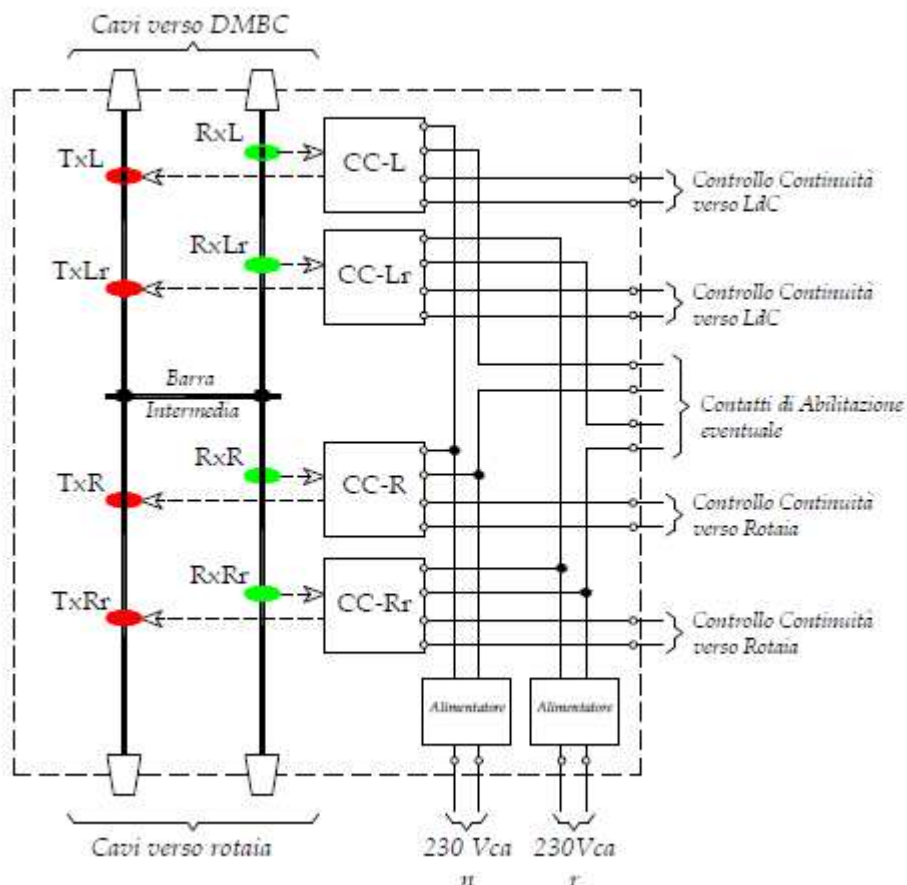 Cavi verso DMBC
RxL
TxL
CC-L
Controllo Continuità
verso LdC
RxLr
TxLr
CC-Lr
Controllo Continuità
verso LdC
Barra
Intermedia
Contatti di Abilitazione
eventuale
RxR
TxR
CC-R
Controllo Continuità
verso Rotaia
RxRr
TxRr
CC-Rr
Controllo Continuità
verso Rotaia
Alimentatore
Alimentatore
Cavi verso rotaia
230 Vca
n
230Vca
r